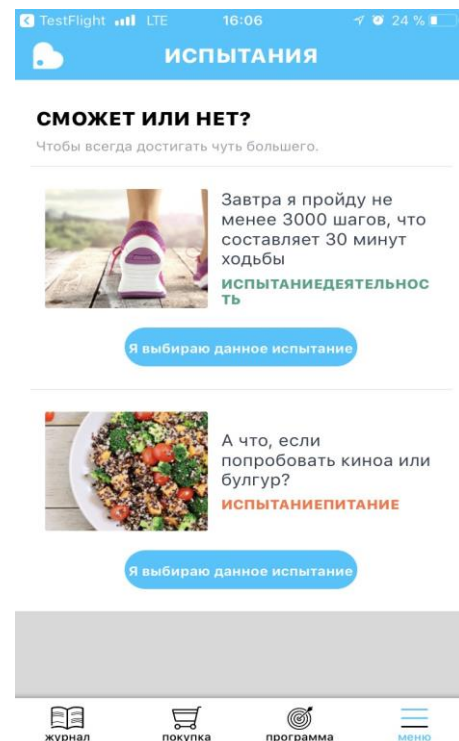 TestFlight LTE 16:06 24 %
ИСПЫТАНИЯ
СМОЖЕТ ИЛИ НЕТ?
Чтобы всегда достигать чуть большего.
Завтра я пройду не
менее 3000 шагов, что
составляет 30 минут
ходьбы
ИСПЫТАНИЕДЕЯТЕЛЬНОС
ТЬ
Я выбираю данное испытание
А что, если
попробовать киноа или
булгур?
ИСПЫТАНИЕПИТАНИЕ
Я выбираю данное испытание
журнал покупка программа меню